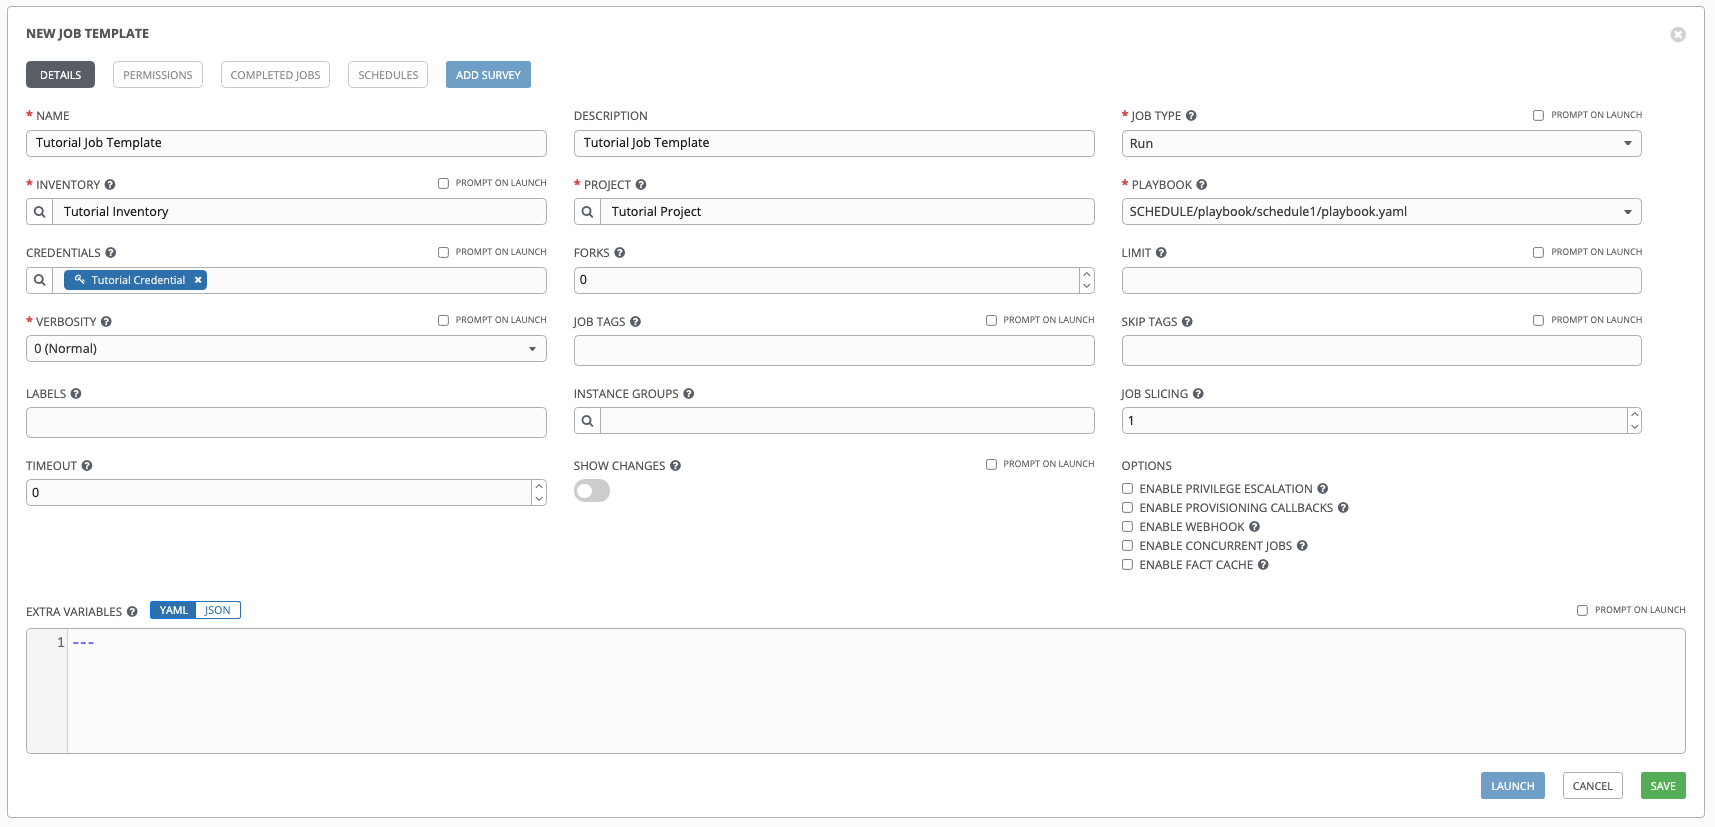 NEW JOB TEMPLATE
DETAILS PERMISSIONS COMPLETED JOBS SCHEDULES ADD SURVEY
* NAME DESCRIPTION * JOB TYPE PROMPT ON LAUNCH
Tutorial Job Template Tutorial Job Template Run
* INVENTORY PROMPT ON LAUNCH * PROJECT * PLAYBOOK
Tutorial Inventory Tutorial Project SCHEDULE/playbook/schedule1/playbook.yaml
CREDENTIALS PROMPT ON LAUNCH FORKS LIMIT PROMPT ON LAUNCH
Tutorial Credential 0
* VERBOSITY PROMPT ON LAUNCH JOB TAGS PROMPT ON LAUNCH SKIP TAGS PROMPT ON LAUNCH
0 (Normal)
LABELS INSTANCE GROUPS JOB SLICING
1
TIMEOUT SHOW CHANGES PROMPT ON LAUNCH OPTIONS
0 ENABLE PRIVILEGE ESCALATION
ENABLE PROVISIONING CALLBACKS
ENABLE WEBHOOK
ENABLE CONCURRENT JOBS
ENABLE FACT CACHE
EXTRA VARIABLES YAML JSON PROMPT ON LAUNCH
1 ---
LAUNCH CANCEL SAVE